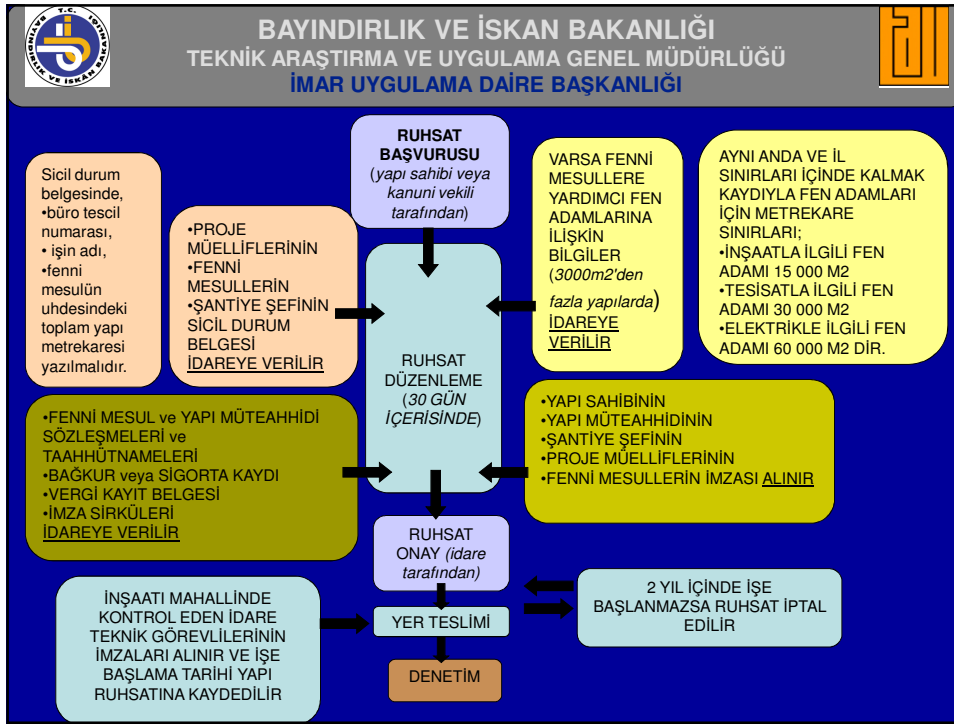 T.C.
BAYINDIRLIK VE İSKAN BAKANLIĞI
BAYINDIRLIK VE İSKAN BAKANLIĞI
TEKNİK ARAŞTIRMA VE UYGULAMA GENEL MÜDÜRLÜĞÜ
İMAR UYGULAMA DAİRE BAŞKANLIĞI
RUHSAT
BAŞVURUSU
(yapı sahibi veya
kanuni vekili
tarafından)
Sicil durum
belgesinde,
•büro tescil
numarası,
• işin adı,
•fenni
mesulün
uhdesindeki
toplam yapı
metrekaresi
yazılmalıdır.
•PROJE
MÜELLİFLERİNİN
•FENNİ
MESULLERİN
•ŞANTİYE ŞEFİNİN
SİCİL DURUM
BELGESİ
İDAREYE VERİLİR
VARSA FENNİ
MESULLERE
YARDIMCI FEN
ADAMLARINA
İLİŞKİN
BİLGİLER
(3000m2'den
fazla yapılarda)
İDAREYE
VERİLİR
AYNI ANDA VE İL
SINIRLARI İÇİNDE KALMAK
KAYDIYLA FEN ADAMLARI
İÇİN METREKARE
SINIRLARI;
•İNŞAATLA İLGİLİ FEN
ADAMI 15 000 M2
•TESİSATLA İLGİLİ FEN
ADAMI 30 000 M2
•ELEKTRİKLE İLGİLİ FEN
ADAMI 60 000 M2 DİR.
RUHSAT
DÜZENLEME
(30 GÜN
İÇERİSİNDE)
•FENNİ MESUL ve YAPI MÜTEAHHİDİ
SÖZLEŞMELERİ ve
TAAHHÜTNAMELERİ
•BAĞKUR veya SİGORTA KAYDI
•VERGİ KAYIT BELGESİ
•İMZA SİRKÜLERİ
İDAREYE VERİLİR
•YAPI SAHİBİNİN
•YAPI MÜTEAHHİDİNİN
•ŞANTİYE ŞEFİNİN
•PROJE MÜELLİFLERİNİN
•FENNİ MESULLERİN İMZASI ALINIR
RUHSAT
ONAY (idare
tarafından)
İNŞAATI MAHALLİNDE
KONTROL EDEN İDARE
TEKNİK GÖREVLİLERİNİN
İMZALARI ALINIR VE İŞE
BAŞLAMA TARİHİ YAPI
RUHSATINA KAYDEDİLİR
YER TESLİMİ
2 YIL İÇİNDE İŞE
BAŞLANMAZSA RUHSAT İPTAL
EDİLİR
DENETİM